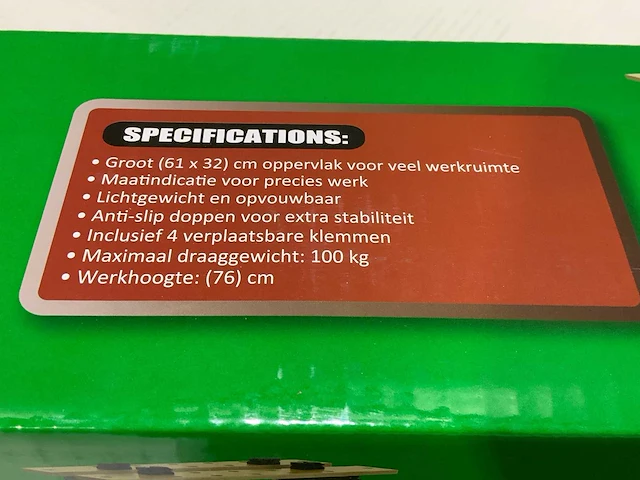 SPECIFICATIONS:
• Groot (61 x 32) cm oppervlak voor veel werkruimte
• Maatindicatie voor precies werk
• Lichtgewicht en opvouwbaar
• Anti-slip doppen voor extra stabiliteit
• Inclusief 4 verplaatsbare klemmen
• Maximaal draaggewicht: 100 kg
• Werkhoogte: (76) cm